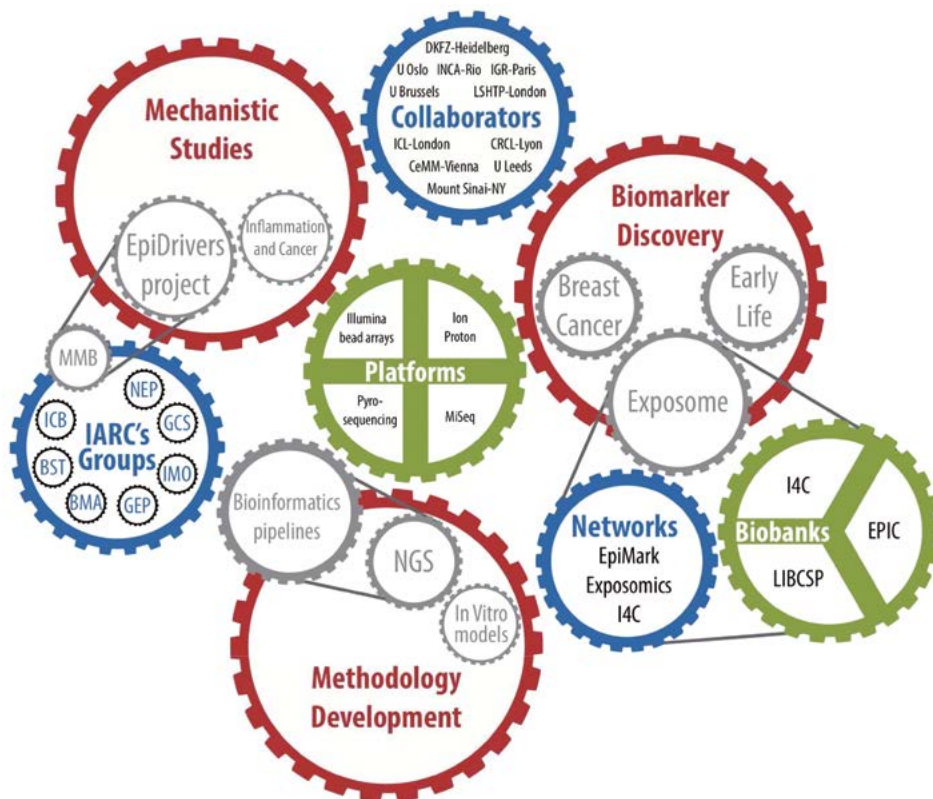 DKFZ-Heidelberg
U Oslo INCA-Rio IGR-Paris
U Brussels LSHTP-London
Collaborators
ICL-London CRCL-Lyon
CeMM-Vienna U Leeds
Mount Sinai-NY
Mechanistic
Studies
EpiDrivers
project
Inflammation
and Cancer
Biomarker
Discovery
Breast
Cancer
Early
Life
Exposome
Illumina
bead arrays
Ion
Proton
Platforms
Pyro-
sequencing
MiSeq
MMB
NEP
ICB
GCS
IARC's
Groups
BST
IMO
BMA
GEP
Bioinformatics
pipelines
NGS
In Vitro
models
Methodology
Development
Networks
EpiMark
Exposomics
I4C
I4C
Biobanks
EPIC
LIBCSP